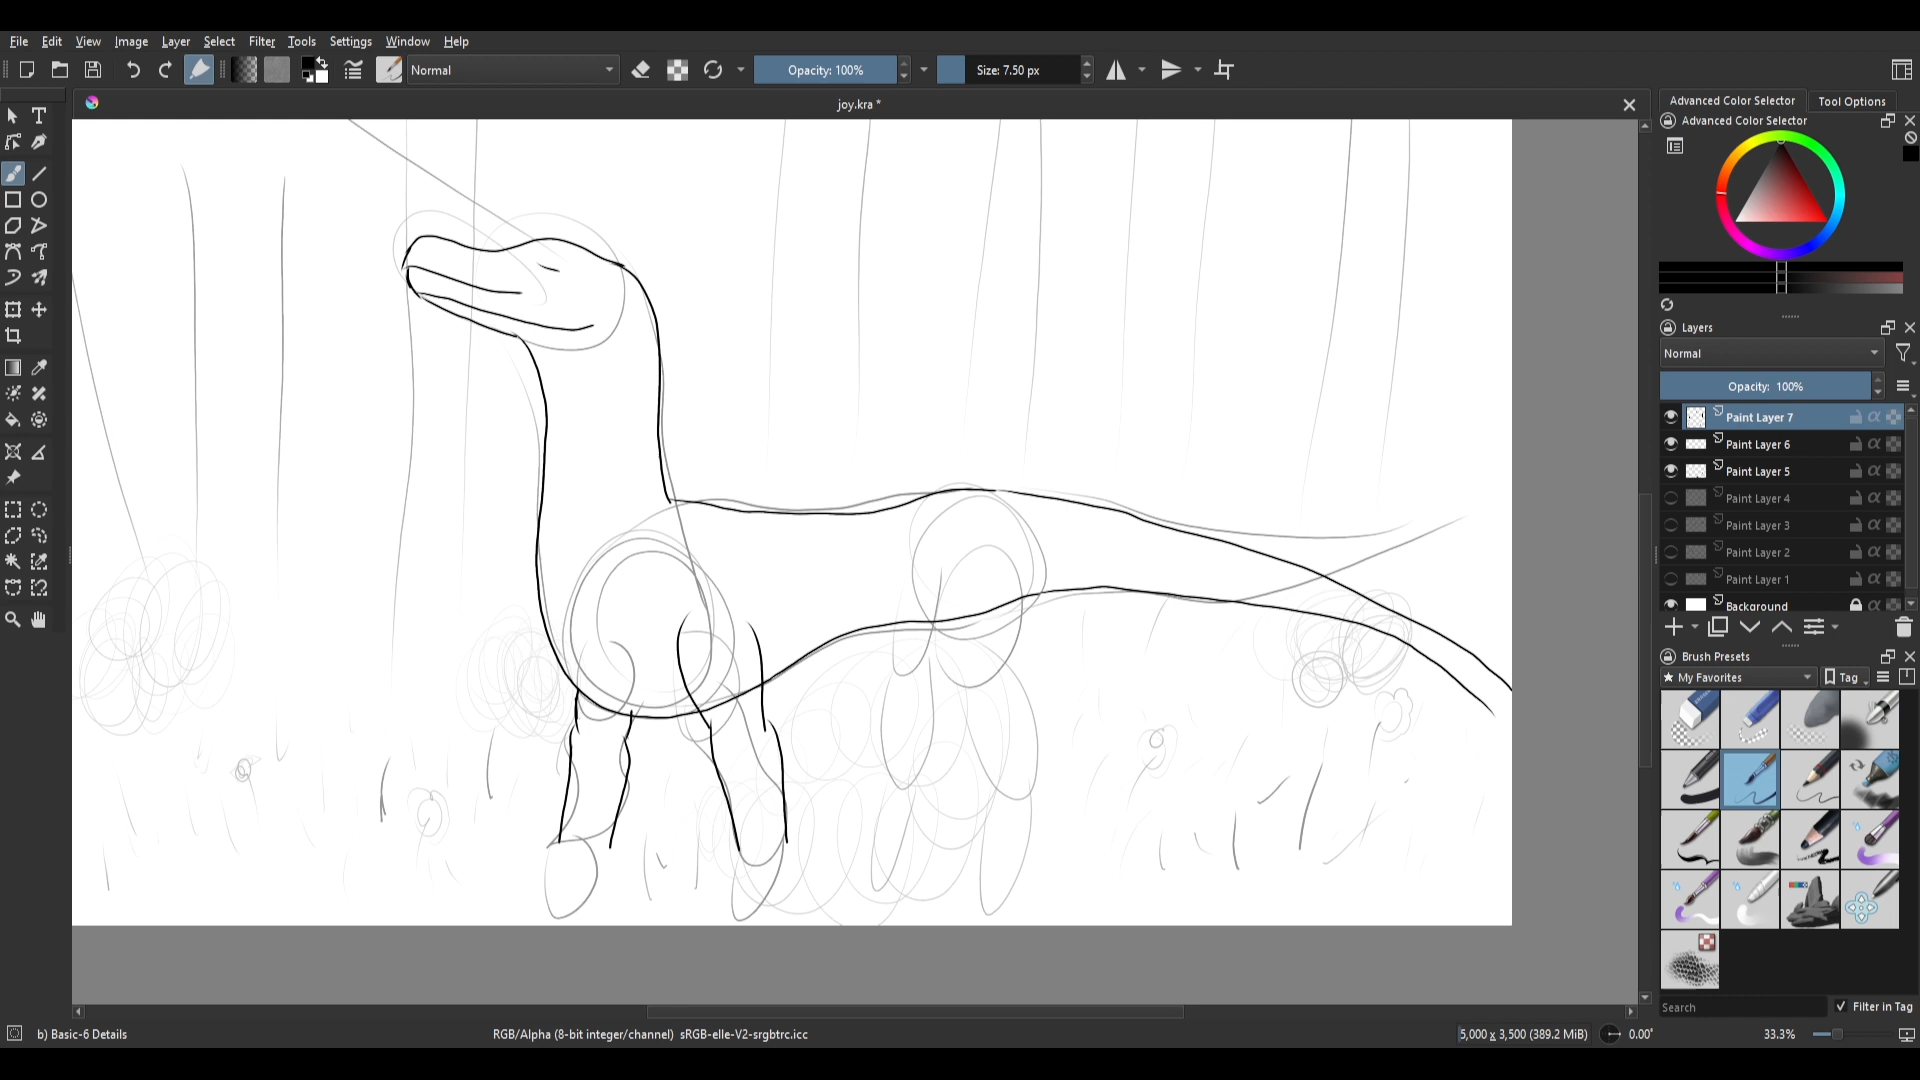 File Edit View Image Layer Select Filter Tools Settings Window Help
Normal
Opacity: 100%
Size: 7.50 px
joy.kra *
Advanced Color Selector
Tool Options
Advanced Color Selector
Layers
Normal
Opacity: 100%
Paint Layer 7
Paint Layer 6
Paint Layer 5
Paint Layer 4
Paint Layer 3
Paint Layer 2
Paint Layer 1
Background
Brush Presets
My Favorites
Tag
Search
Filter in Tag
b) Basic-6 Details
RGB/Alpha (8-bit integer/channel) sRGB-elle-V2-srgbtrc.icc
5,000 x 3,500 (389.2 MiB)
0.00°
33.3%